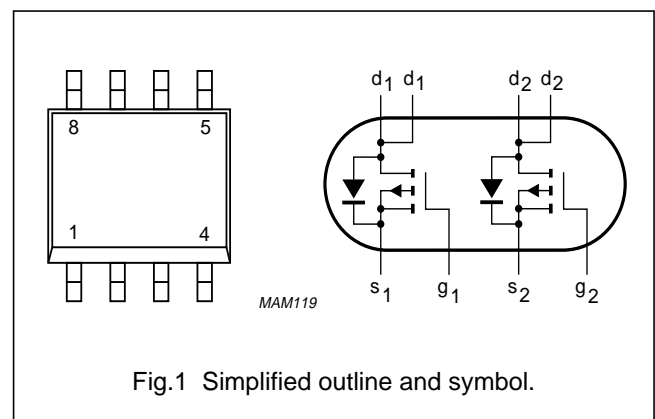 d1 d1 d2 d2
8 5
1 4
s1 g1 s2 g2
MAM119
Fig.1 Simplified outline and symbol.